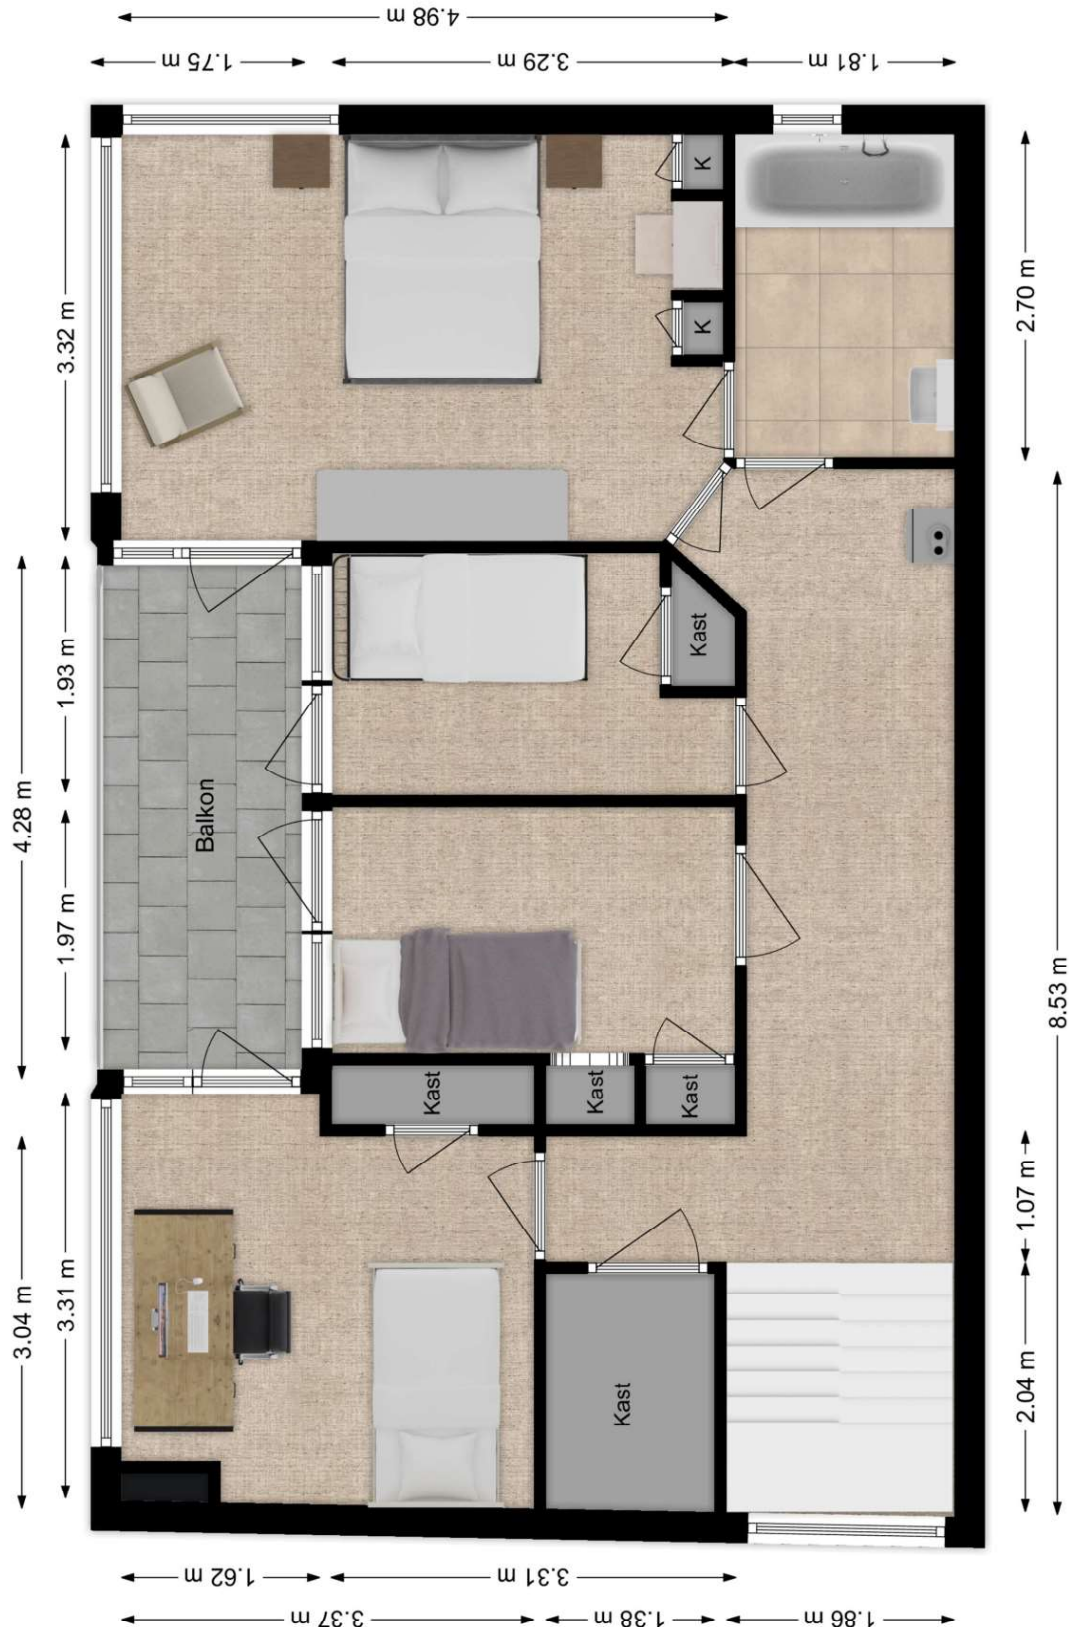 4.98 m
1.75 m
3.29 m
1.81 m
K
K
3.32 m
2.70 m
Kast
1.93 m
4.28 m
Balkon
1.97 m
8.53 m
Kast
Kast
Kast
1.07 m
3.04 m
3.31 m
Kast
2.04 m
1.62 m
3.31 m
3.37 m
1.38 m
1.86 m